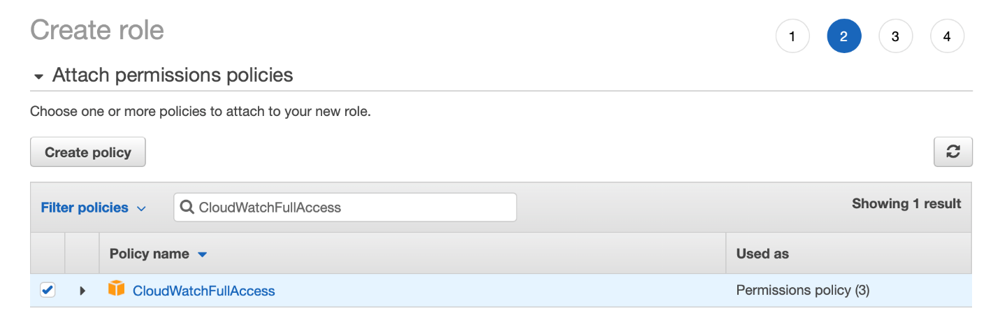 Create role
1 2 3 4
Attach permissions policies
Choose one or more policies to attach to your new role.
Create policy
Filter policies CloudWatchFullAccess Showing 1 result
Policy name Used as
CloudWatchFullAccess Permissions policy (3)